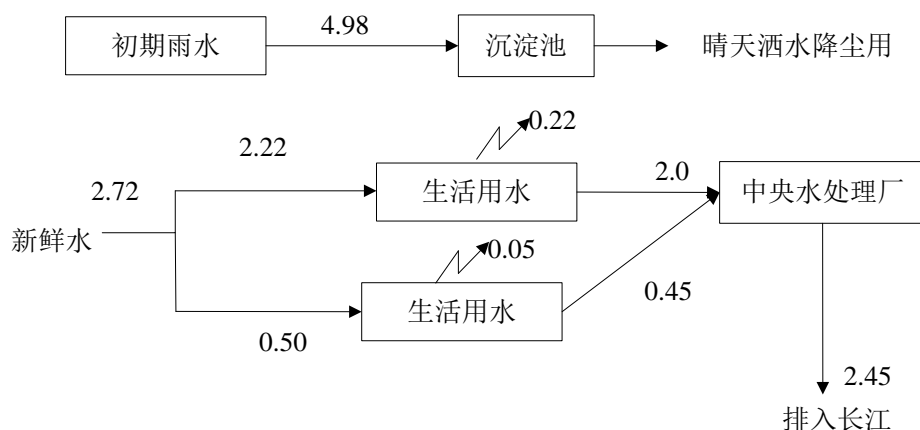 4.98
初期雨水
沉淀池
晴天洒水降尘用
0.22
2.22
2.72
生活用水
2.0
中央水处理厂
新鲜水
0.05
生活用水
0.45
0.50
2.45
排入长江